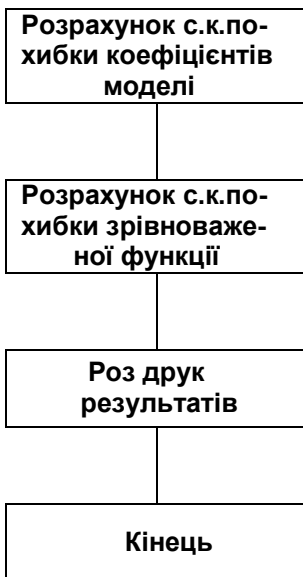 Розрахунок с.к.по-
хибки коефіцієнтів
моделі
Розрахунок с.к.по-
хибки зрівноваже-
ної функції
Роз друк
результатів
Кінець